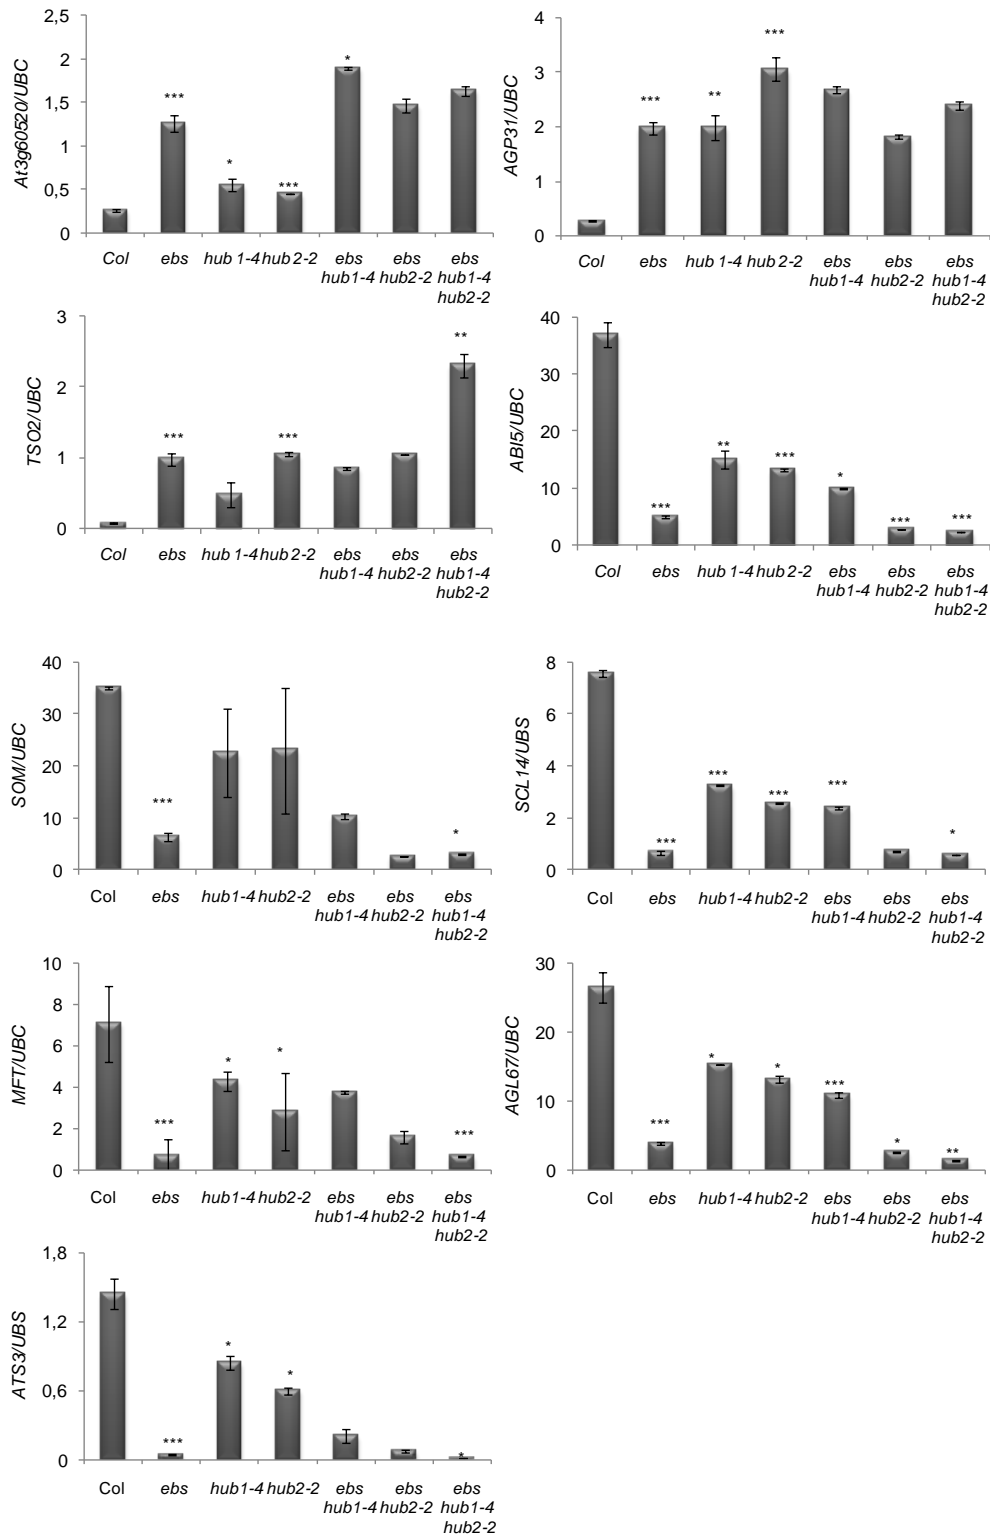 At3g60520/UBC
2,5
2
1,5
1
0,5
0
***
*
***
*
Col ebs hub 1-4 hub 2-2 ebs ebs ebs
hub1-4 hub2-2 hub1-4
hub2-2
AGP31/UBC
4
3
2
1
0
***
**
***
Col ebs hub 1-4 hub 2-2 ebs ebs ebs
hub1-4 hub2-2 hub1-4
hub2-2
TSO2/UBC
3
2
1
0
***
***
**
Col ebs hub 1-4 hub 2-2 ebs ebs ebs
hub1-4 hub2-2 hub1-4
hub2-2
ABI5/UBC
40
30
20
10
0
***
**
***
*
***
***
Col ebs hub 1-4 hub 2-2 ebs ebs ebs
hub1-4 hub2-2 hub1-4
hub2-2
SOM/UBC
40
30
20
10
0
***
*
Col ebs hub1-4 hub2-2 ebs ebs ebs
hub1-4 hub2-2 hub1-4
hub2-2
SCL14/UBS
8
6
4
2
0
***
***
***
***
*
Col ebs hub1-4 hub2-2 ebs ebs ebs
hub1-4 hub2-2 hub1-4
hub2-2
MFT/UBC
10
8
6
4
2
0
***
*
*
***
Col ebs hub1-4 hub2-2 ebs ebs ebs
hub1-4 hub2-2 hub1-4
hub2-2
AGL67/UBC
30
20
10
0
***
*
*
***
*
**
Col ebs hub1-4 hub2-2 ebs ebs ebs
hub1-4 hub2-2 hub1-4
hub2-2
ATS3/UBS
1,8
1,2
0,6
0
***
*
*
*
Col ebs hub1-4 hub2-2 ebs ebs ebs
hub1-4 hub2-2 hub1-4
hub2-2